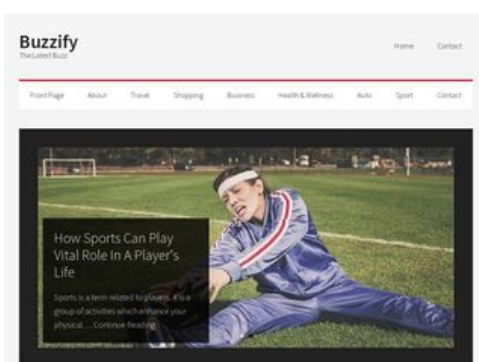 Buzzify
The Latest Buzz
Home Contact
Front Page About Travel Shopping Business Health & Wellness Auto Sport Contact
How Sports Can Play
Vital Role In A Player's
Life
Sports is a term related to players, it is a
group of activities which enhance your
physical … Continue Reading